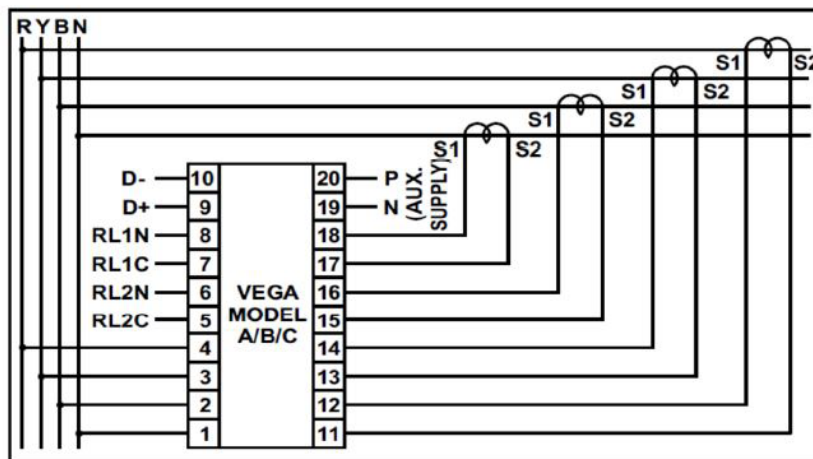 R Y B N
S1 S2
S1 S2
S1 S2
S1 S2
D- 10 20 P
D+ 9 19 N
(AUX. SUPPLY)
RL1N 8 18
RL1C 7 17
RL2N 6 16
RL2C 5 15
VEGA
MODEL
A/B/C
4 14
3 13
2 12
1 11